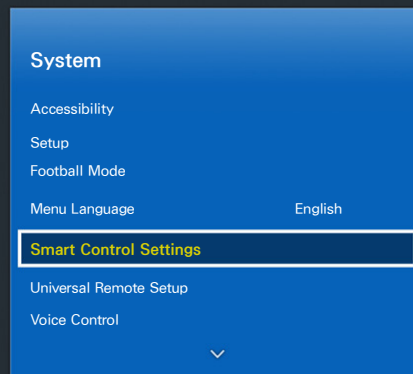 System
Accessibility
Setup
Football Mode
Menu Language English
Smart Control Settings
Universal Remote Setup
Voice Control